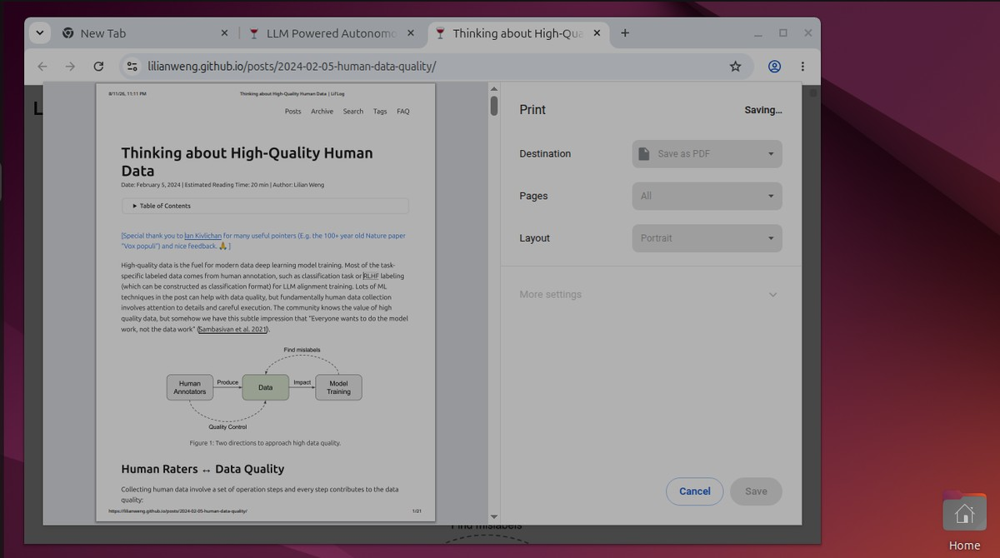 New Tab
LLM Powered Autonomo
Thinking about High-Qua
lilianweng.github.io/posts/2024-02-05-human-data-quality/
L
8/11/26, 11:11 PM
Thinking about High-Quality Human Data | Lil'Log
Posts Archive Search Tags FAQ
Thinking about High-Quality Human
Data
Date: February 5, 2024 | Estimated Reading Time: 20 min | Author: Lilian Weng
Table of Contents
[Special thank you to Ian Kivlichan for many useful pointers (E.g. the 100+ year old Nature paper
"Vox populi") and nice feedback. 🙏 ]
High-quality data is the fuel for modern data deep learning model training. Most of the task-
specific labeled data comes from human annotation, such as classification task or RLHF labeling
(which can be constructed as classification format) for LLM alignment training. Lots of ML
techniques in the post can help with data quality, but fundamentally human data collection
involves attention to details and careful execution. The community knows the value of high
quality data, but somehow we have this subtle impression that "Everyone wants to do the model
work, not the data work" (Sambasivan et al. 2021).
Find mislabels
Human
Annotators
Produce
Data
Impact
Model
Training
Quality Control
Figure 1: Two directions to approach high data quality.
Human Raters ↔ Data Quality
Collecting human data involve a set of operation steps and every step contributes to the data
quality:
https://lilianweng.github.io/posts/2024-02-05-human-data-quality/
1/21
Print
Saving...
Destination
Save as PDF
Pages
All
Layout
Portrait
More settings
Cancel
Save
Find mislabels
Home